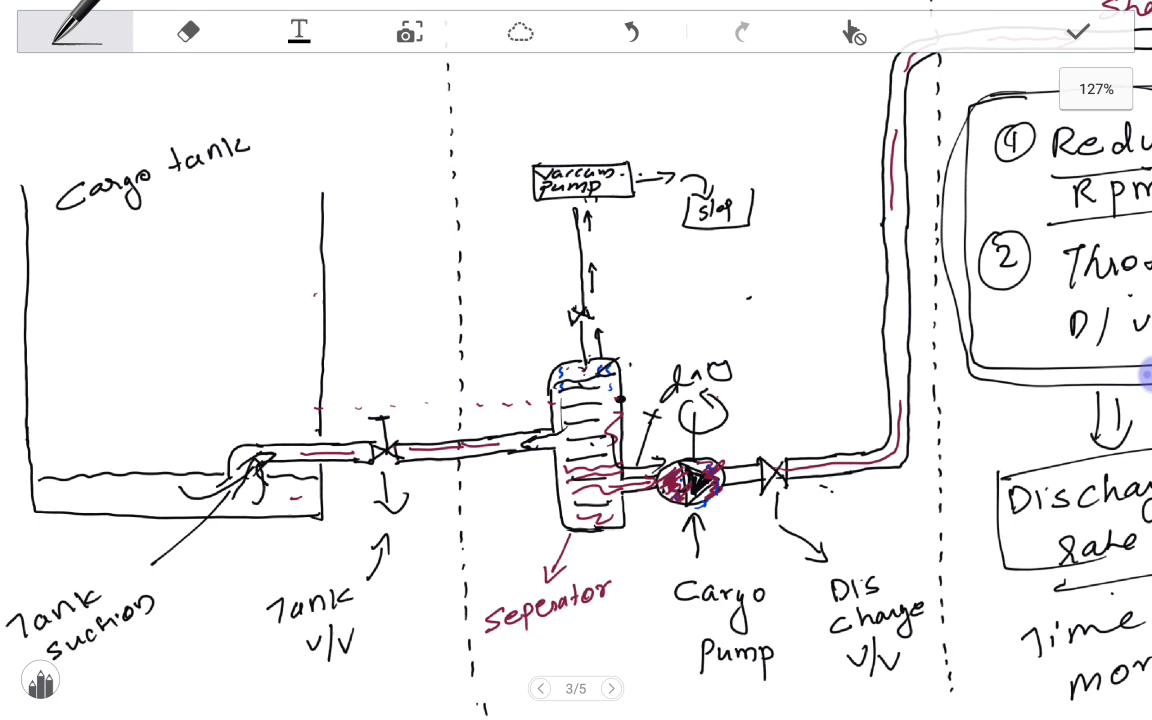 T
127%
Cargo tank
Vaccum
Pump
slop
①
Redu
Rpm
②
D/
Tank
suction
Tank
v/v
seperator
Cargo
Pump
Dis
charge
v/v
Dischar
Rate
Time
mor
3/5